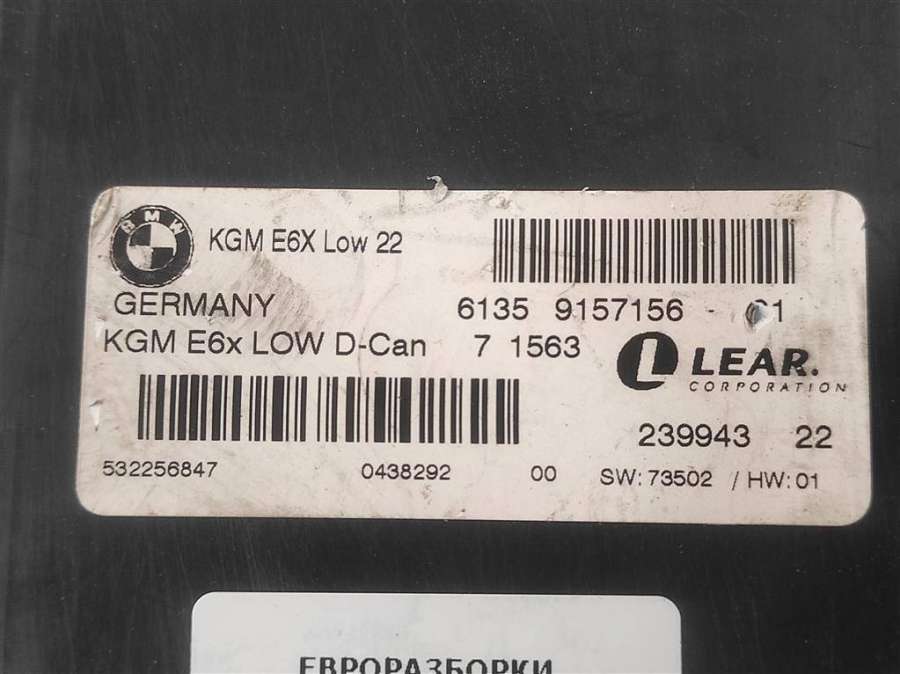 BMW
KGM E6X Low 22
GERMANY
6135 9157156 - 1
KGM E6x LOW D-Can 7 1563
L LEAR.
CORPORATION
239943 22
532256847 0438292 00 SW: 73502 / HW: 01
ЕВРОРАЗБОРКИ